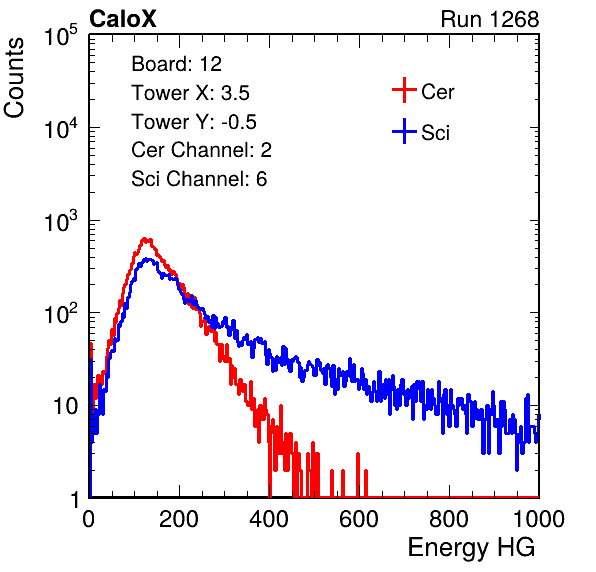 CaloX Run 1268
Counts
10^5
Board: 12
Tower X: 3.5
Tower Y: -0.5
Cer Channel: 2
Sci Channel: 6
Cer
Sci
10^4
10^3
10^2
10
1
0 200 400 600 800 1000
Energy HG